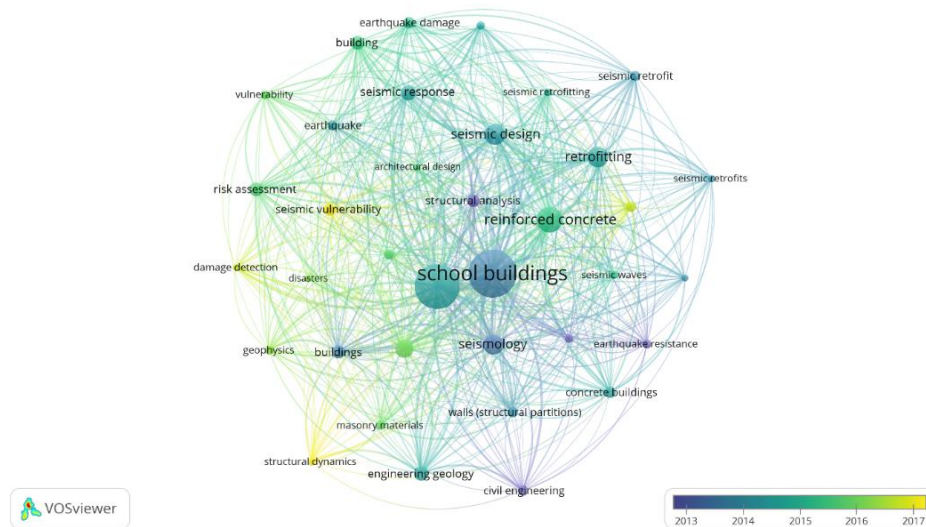 earthquake damage
building
seismic retrofit
vulnerability
seismic response
seismic retrofitting
earthquake
seismic design
architectural design
retrofitting
seismic retrofits
risk assessment
structural analysis
seismic vulnerability
reinforced concrete
damage detection
disasters
school buildings
seismic waves
geophysics
buildings
seismology
earthquake resistance
concrete buildings
walls (structural partitions)
masonry materials
structural dynamics
engineering geology
civil engineering
VOSviewer
2013 2014 2015 2016 2017